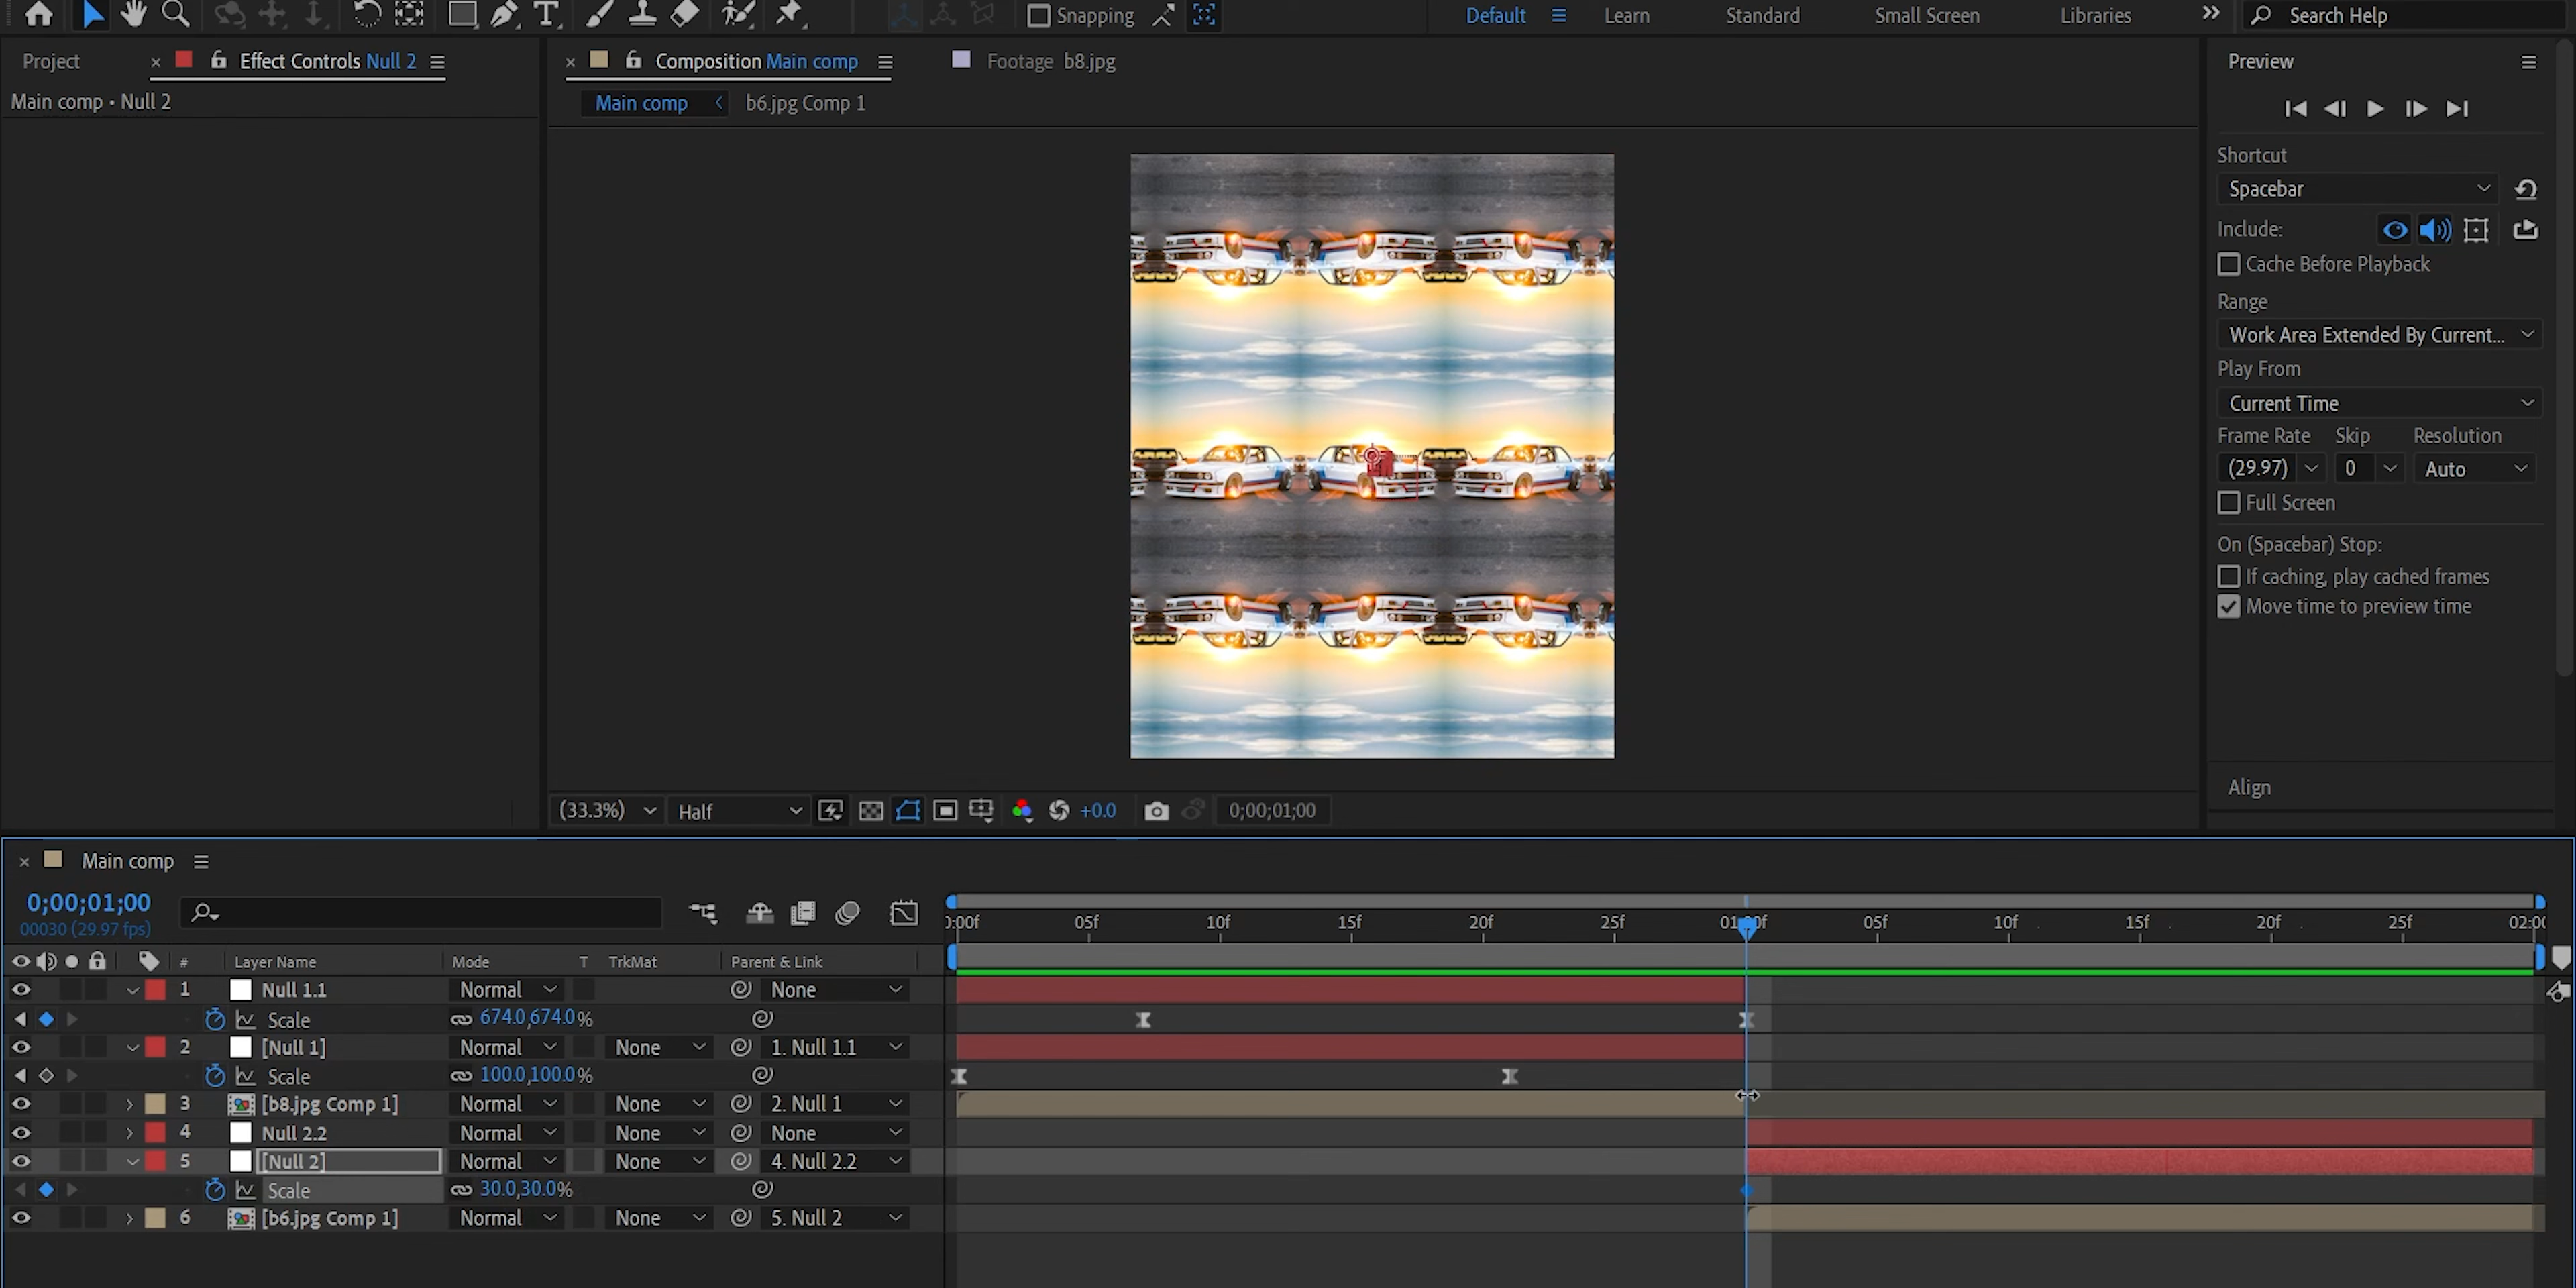 Snapping
Default
Learn
Standard
Small Screen
Libraries
Search Help
Project
Effect Controls Null 2
Composition Main comp
Footage b8.jpg
Preview
Main comp • Null 2
Main comp
b6.jpg Comp 1
Shortcut
Spacebar
Include:
Cache Before Playback
Range
Work Area Extended By Current...
Play From
Current Time
Frame Rate Skip Resolution
(29.97) 0 Auto
Full Screen
On (Spacebar) Stop:
If caching, play cached frames
Move time to preview time
Align
(33.3%) Half +0.0 0;00;01;00
Main comp
0;00;01;00
00030 (29.97 fps)
05f 10f 15f 20f 25f 05f 10f 15f 20f 25f
# Layer Name Mode T TrkMat Parent & Link
1 Null 1.1 Normal None
Scale 674.0,674.0%
2 [Null 1] Normal None 1. Null 1.1
Scale 100.0,100.0%
3 [b8.jpg Comp 1] Normal None 2. Null 1
4 Null 2.2 Normal None None
5 [Null 2] Normal None 4. Null 2.2
Scale 30.0,30.0%
6 [b6.jpg Comp 1] Normal None 5. Null 2